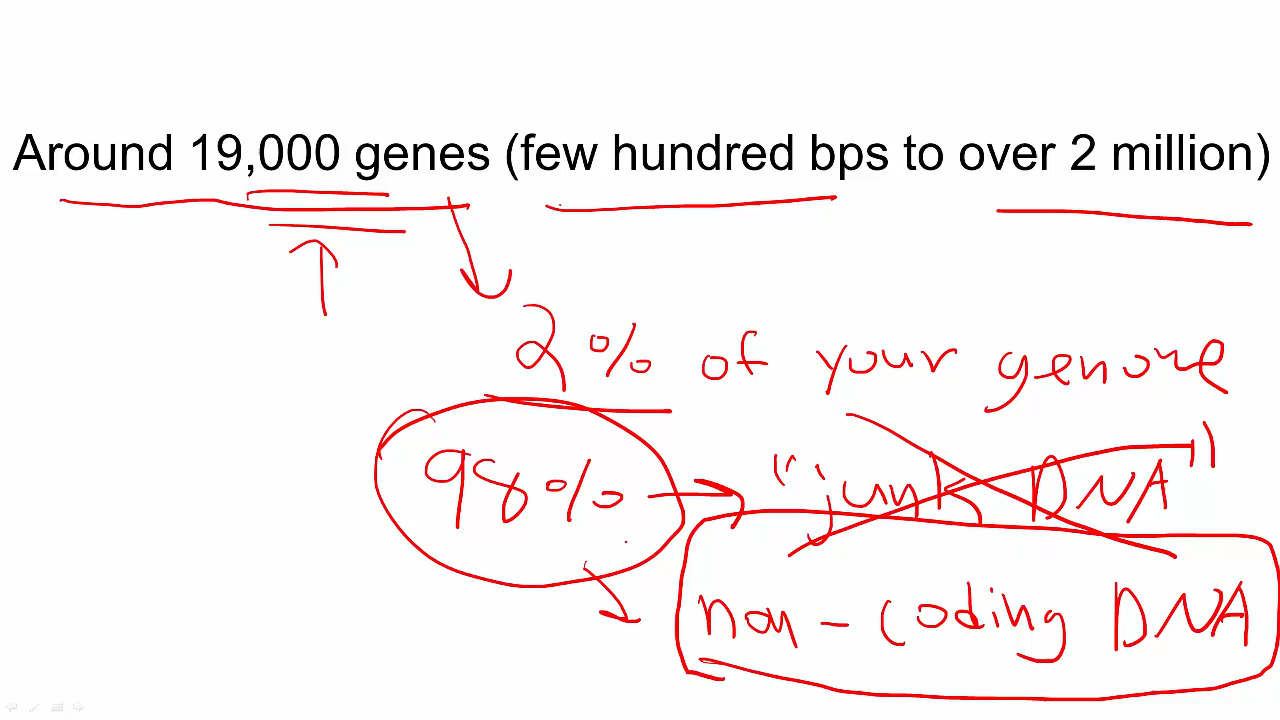 Around 19,000 genes (few hundred bps to over 2 million)
2% of your genome
98% → "junk DNA"
non-coding DNA